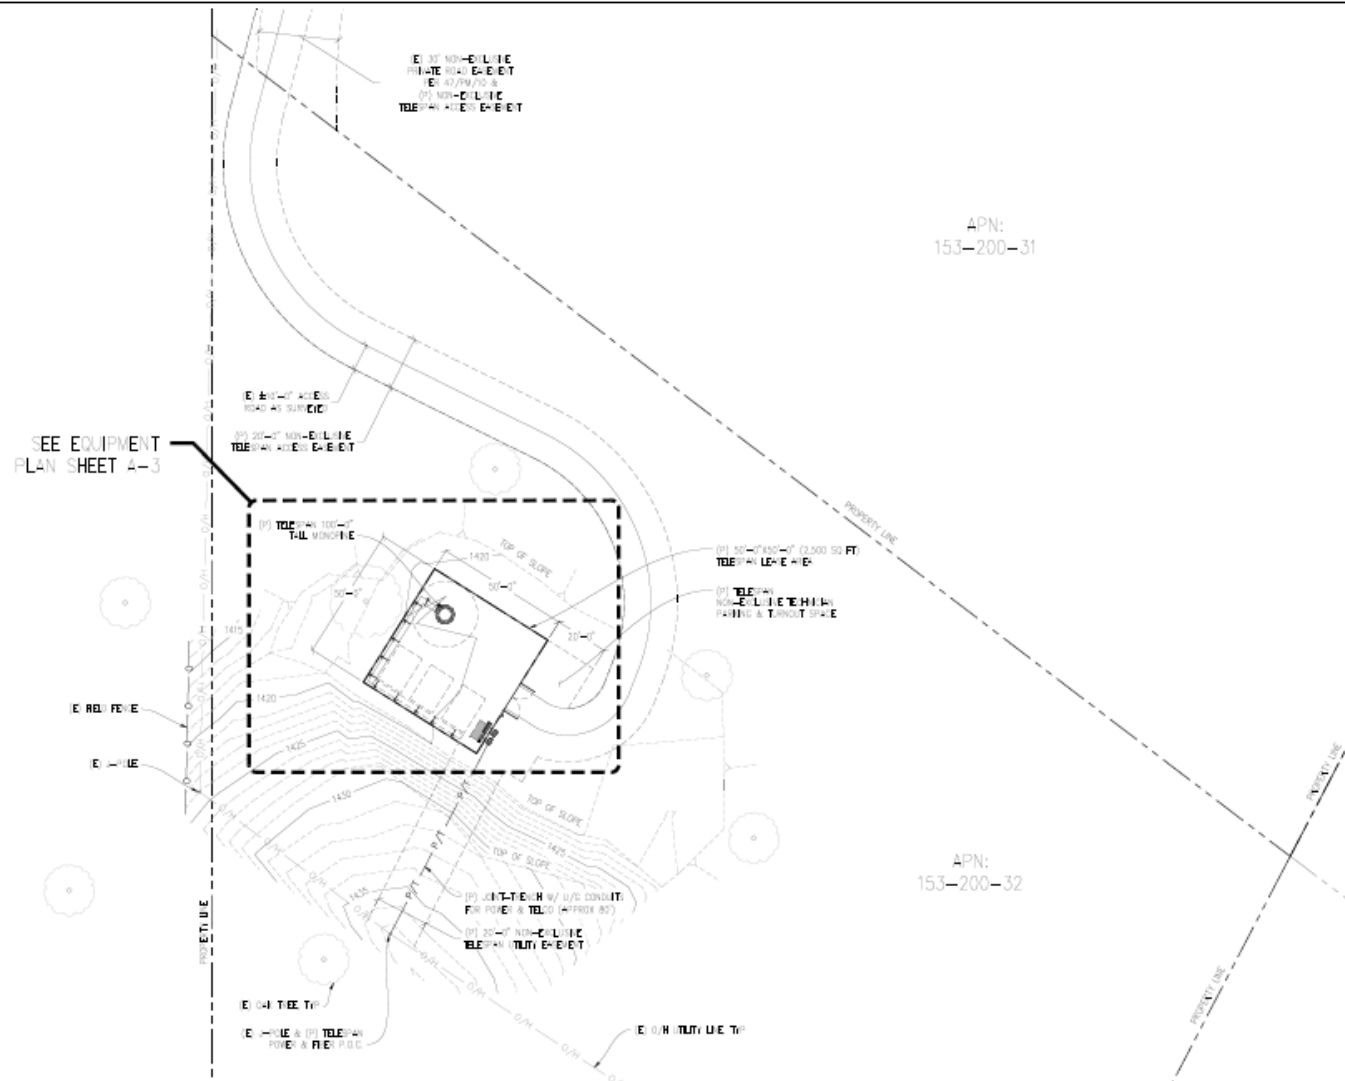 (E) 30' NON-EXCLUSIVE
PRIVATE ROAD EASEMENT
PER 47/PM/10 &
(P) NON-EXCLUSIVE
TELESPAN ACCESS EASEMENT
APN:
153-200-31
(E) ±10'-0" ACCESS
ROAD AS SURVEYED
(P) 20'-0" NON-EXCLUSIVE
TELESPAN ACCESS EASEMENT
SEE EQUIPMENT
PLAN SHEET A-3
PROPERTY LINE
(P) TELESPAN 100'-0"
TALL MONOPINE
TOP OF SLOPE
1420
50'-0"
50'-0"
20'-0"
(P) 50'-0"X50'-0" (2,500 SQ FT)
TELESPAN LEASE AREA
(P) TELESPAN
NON-EXCLUSIVE TECHNICIAN
PARKING & TURNOUT SPACE
1415
1420
1425
1430
1435
(E) FIELD FENCE
(E) J-POLE
TOP OF SLOPE
1425
TOP OF SLOPE
P/T
P/T
P/T
PROPERTY LINE
APN:
153-200-32
(P) JOINT-TRENCH W/ U/G CONDUITS
FOR POWER & TELCO (APPROX 80')
(P) 20'-0" NON-EXCLUSIVE
TELESPAN UTILITY EASEMENT
PROPERTY LINE
PROPERTY LINE
(E) OAK TREE, TYP
(E) J-POLE & (P) TELESPAN
POWER & FIBER P.O.C.
(E) O/H UTILITY LINE, TYP
O/H
O/H
O/H
O/H
O/H
O/H